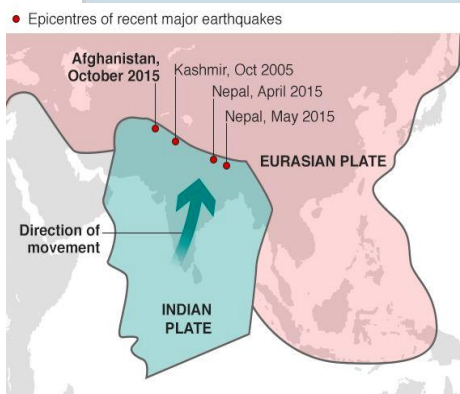 Epicentres of recent major earthquakes
Afghanistan,
October 2015
Kashmir, Oct 2005
Nepal, April 2015
Nepal, May 2015
EURASIAN PLATE
Direction of
movement
INDIAN
PLATE